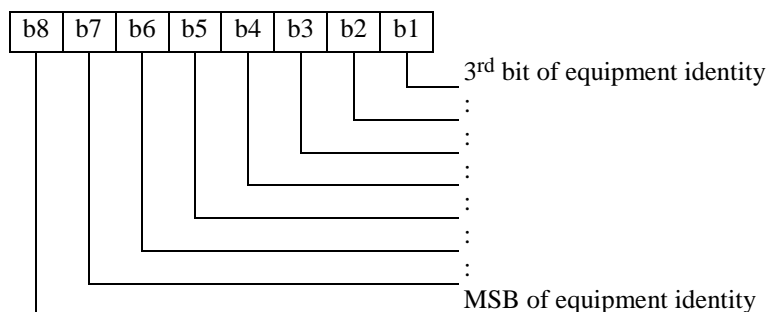 b8 b7 b6 b5 b4 b3 b2 b1
3rd bit of equipment identity
:
:
:
:
:
:
MSB of equipment identity